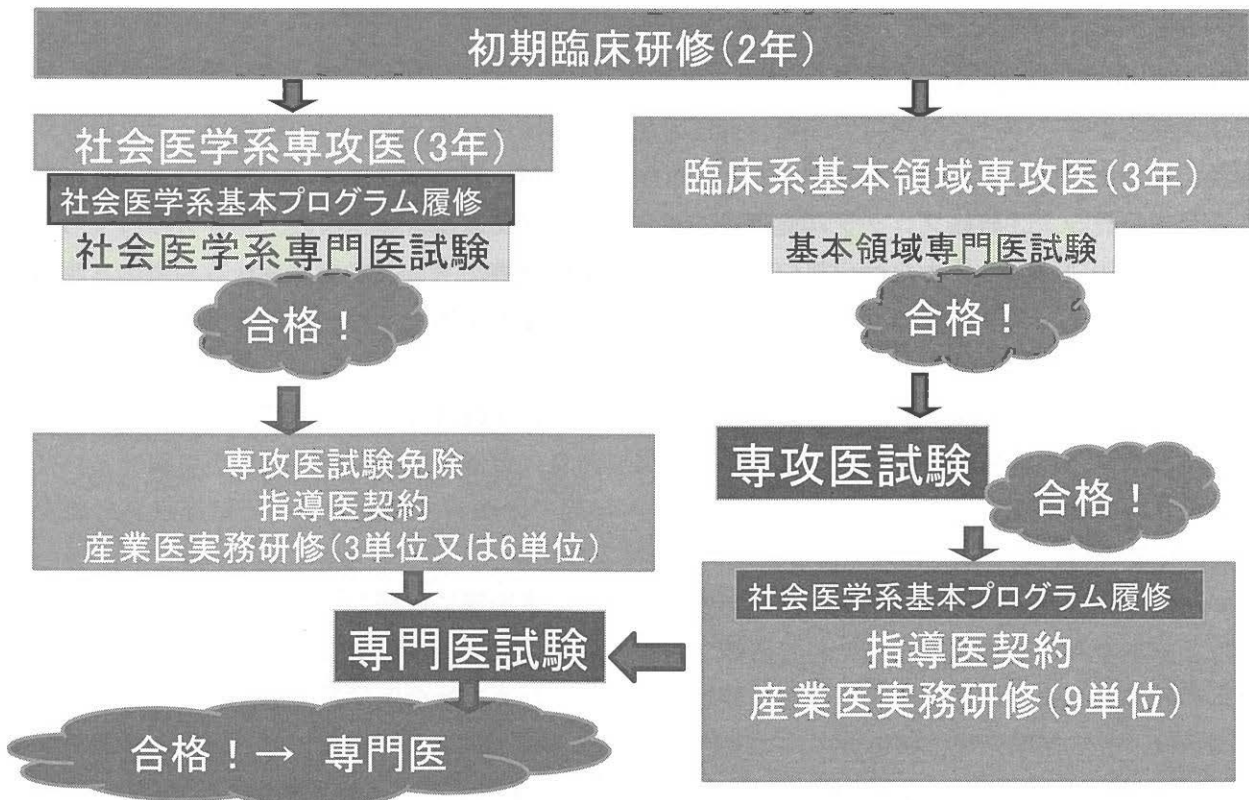 初期臨床研修(2年)
社会医学系専攻医(3年)
社会医学系基本プログラム履修
社会医学系専門医試験
合格!
専攻医試験免除
指導医契約
産業医実務研修(3単位又は6単位)
臨床系基本領域専攻医(3年)
基本領域専門医試験
合格!
専攻医試験
合格!
社会医学系基本プログラム履修
指導医契約
産業医実務研修(9単位)
専門医試験
合格!→ 専門医